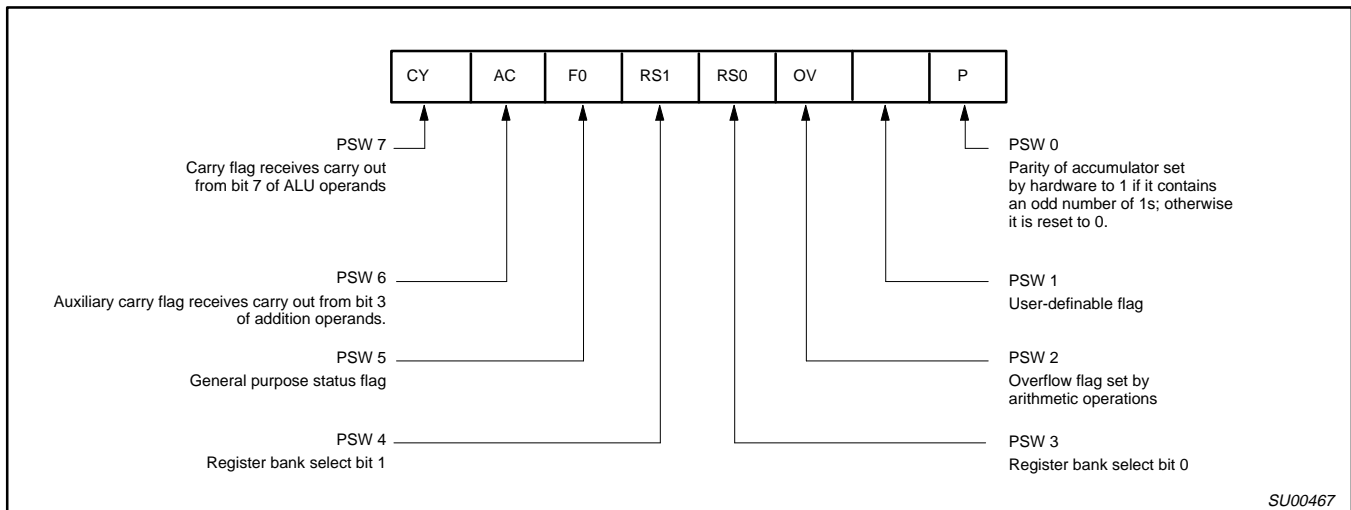 CY AC F0 RS1 RS0 OV P
PSW 7
Carry flag receives carry out
from bit 7 of ALU operands
PSW 6
Auxiliary carry flag receives carry out from bit 3
of addition operands.
PSW 5
General purpose status flag
PSW 4
Register bank select bit 1
PSW 0
Parity of accumulator set
by hardware to 1 if it contains
an odd number of 1s; otherwise
it is reset to 0.
PSW 1
User-definable flag
PSW 2
Overflow flag set by
arithmetic operations
PSW 3
Register bank select bit 0
SU00467